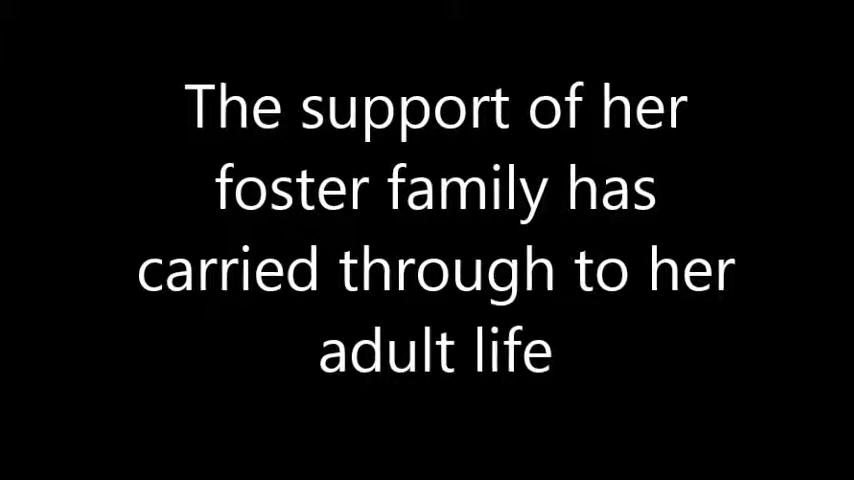 The support of her
foster family has
carried through to her
adult life